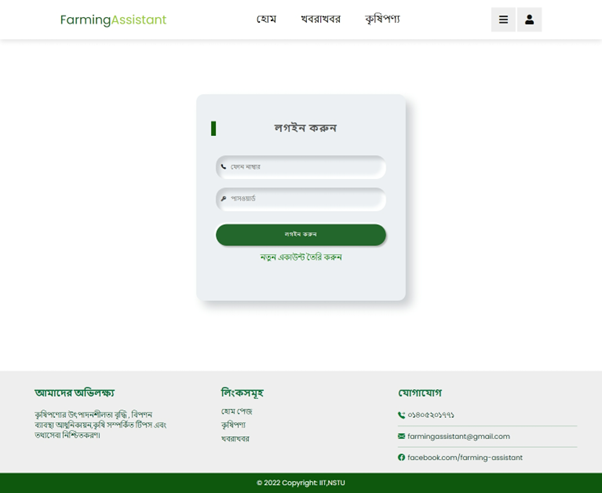 FarmingAssistant
হোম
খবরাখবর
কৃষিপণ্য
লগইন করুন
ফোন নাম্বার
পাসওয়ার্ড
লগইন করুন
নতুন একাউন্ট তৈরি করুন
আমাদের অভিলক্ষ্য
কৃষিপণ্যের উৎপাদনশীলতা বৃদ্ধি , বিপণন
ব্যবস্থা আধুনিকায়ন,কৃষি সম্পর্কিত টিপস এবং
তথ্যসেবা নিশ্চিতকরণ।
লিংকসমূহ
হোম পেজ
কৃষিপণ্য
খবরাখবর
যোগাযোগ
০১৪০৫২০১৭৭১
farmingassistant@gmail.com
facebook.com/farming-assistant
© 2022 Copyright: IIT,NSTU